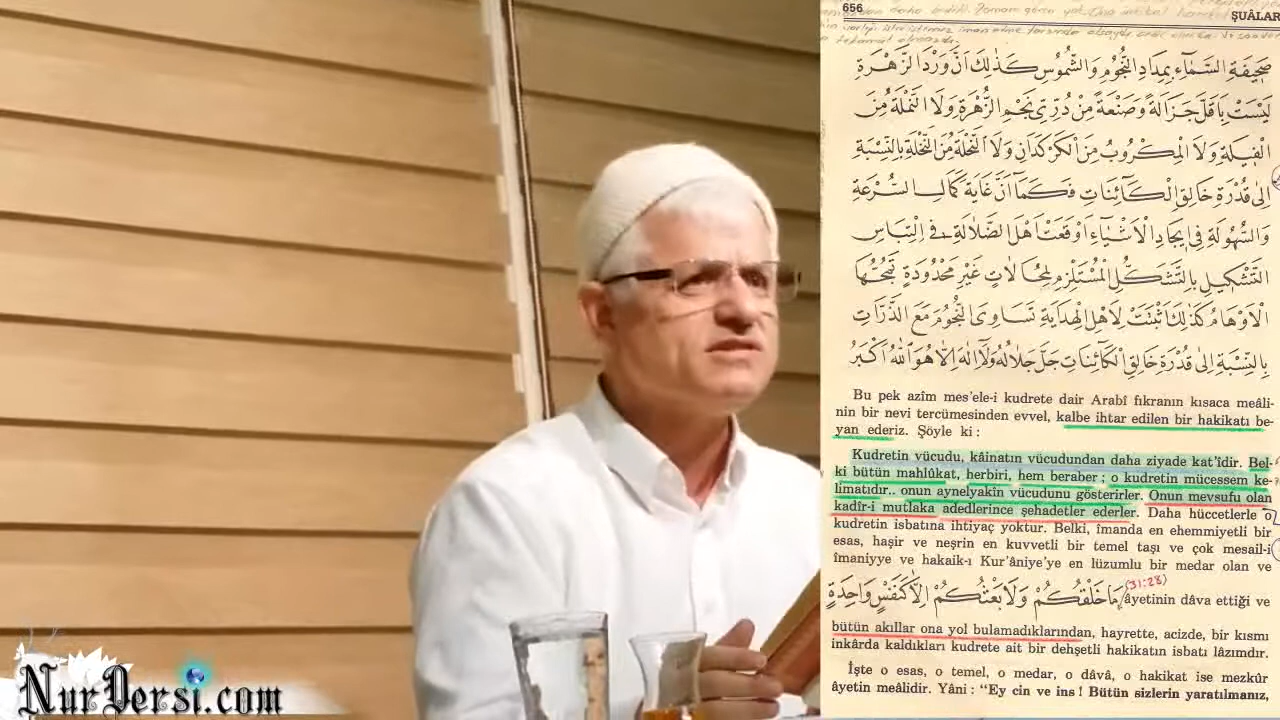 656
ŞUÂLAR
صَحِيفَةِ السَّمَاءِ بِمِدَادِ النُّجُومِ وَالشُّمُوسِ كَذٰلِكَ اَنَّ وَرْدَ الزَّهْرَةِ
لَيْسَتْ بِاَقَلَّ جَزَالَةً وَصَنْعَةً مِنْ دُرِّيِّ نَجْمِ الزُّهْرَةِ وَلَا النَّمْلَةُ مِنَ
الْفِيلَةِ وَلَا الْمِكْرُوبُ مِنَ الْكَرْكَدَانِ وَلَا النَّحْلَةُ مِنَ النَّخْلَةِ بِالنِّسْبَةِ
اِلٰى قُدْرَةِ خَالِقِ الْكَائِنَاتِ فَكَمَا اَنَّ غَايَةَ كَمَالِ السُّرْعَةِ
وَالسُّهُولَةِ فِى اِيجَادِ الْاَشْيَاءِ اَوْقَعَتْ اَهْلَ الضَّلَالَةِ فِى اِلْتِبَاسِ
التَّشْكِيلِ بِالتَّشَكُّلِ الْمُسْتَلْزِمِ لِمُحَالَاتٍ غَيْرِ مَحْدُودَةٍ تَمُجُّهَا
الْاَوْهَامُ كَذٰلِكَ اَثْبَتَتْ لِاَهْلِ الْهِدَايَةِ تَسَاوِىَ النُّجُومِ مَعَ الذَّرَّاتِ
بِالنِّسْبَةِ اِلٰى قُدْرَةِ خَالِقِ الْكَائِنَاتِ جَلَّ جَلَالُهُ وَلَا اِلٰهَ اِلَّا هُوَ اللّٰهُ اَكْبَرُ
Bu pek azîm mes'ele-i kudrete dair Arabî fıkranın kısaca meâli-
nin bir nevi tercümesinden evvel, kalbe ihtar edilen bir hakikatı be-
yan ederiz. Şöyle ki :
Kudretin vücudu, kâinatın vücudundan daha ziyade kat'îdir. Bel-
ki bütün mahlûkat, herbiri, hem beraber ; o kudretin mücessem ke-
limatıdır.. onun aynelyakîn vücudunu gösterirler. Onun mevsufu olan
kadîr-i mutlaka adedlerince şehadetler ederler. Daha hüccetlerle o
kudretin isbatına ihtiyaç yoktur. Belki, îmanda en ehemmiyetli bir
esas, haşir ve neşrin en kuvvetli bir temel taşı ve çok mesail-i
îmaniyye ve hakaik-ı Kur'âniye'ye en lüzumlu bir medar olan ve
(31:28)
مَا خَلْقُكُمْ وَلَا بَعْثُكُمْ اِلَّا كَنَفْسٍ وَاحِدَةٍ âyetinin dâva ettiği ve
bütün akıllar ona yol bulamadıklarından, hayrette, acizde, bir kısmı
inkârda kaldıkları kudrete ait bir dehşetli hakikatın isbatı lâzımdır.
İşte o esas, o temel, o medar, o dâvâ, o hakikat ise mezkûr
âyetin meâlidir. Yâni : "Ey cin ve ins ! Bütün sizlerin yaratılmanız,
NurDersi.com